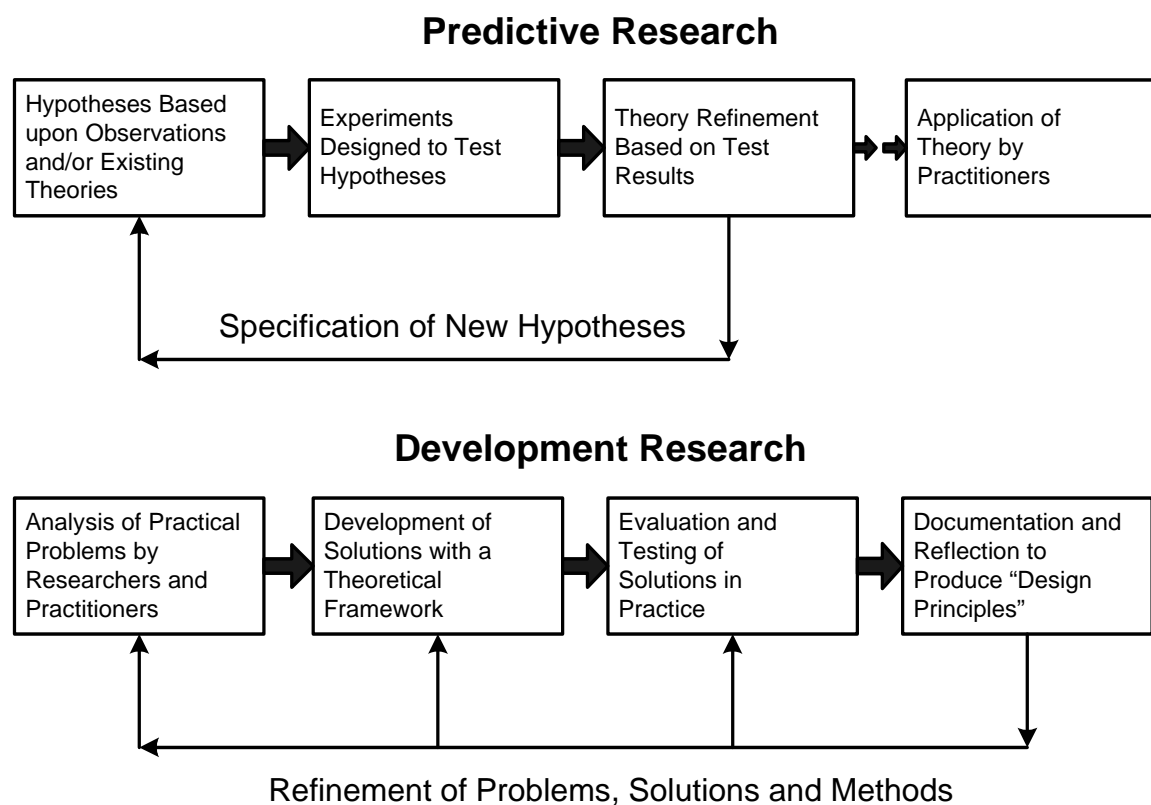 Predictive Research
Hypotheses Based
upon Observations
and/or Existing
Theories
Experiments
Designed to Test
Hypotheses
Theory Refinement
Based on Test
Results
Application of
Theory by
Practitioners
Specification of New Hypotheses
Development Research
Analysis of Practical
Problems by
Researchers and
Practitioners
Development of
Solutions with a
Theoretical
Framework
Evaluation and
Testing of
Solutions in
Practice
Documentation and
Reflection to
Produce “Design
Principles”
Refinement of Problems, Solutions and Methods